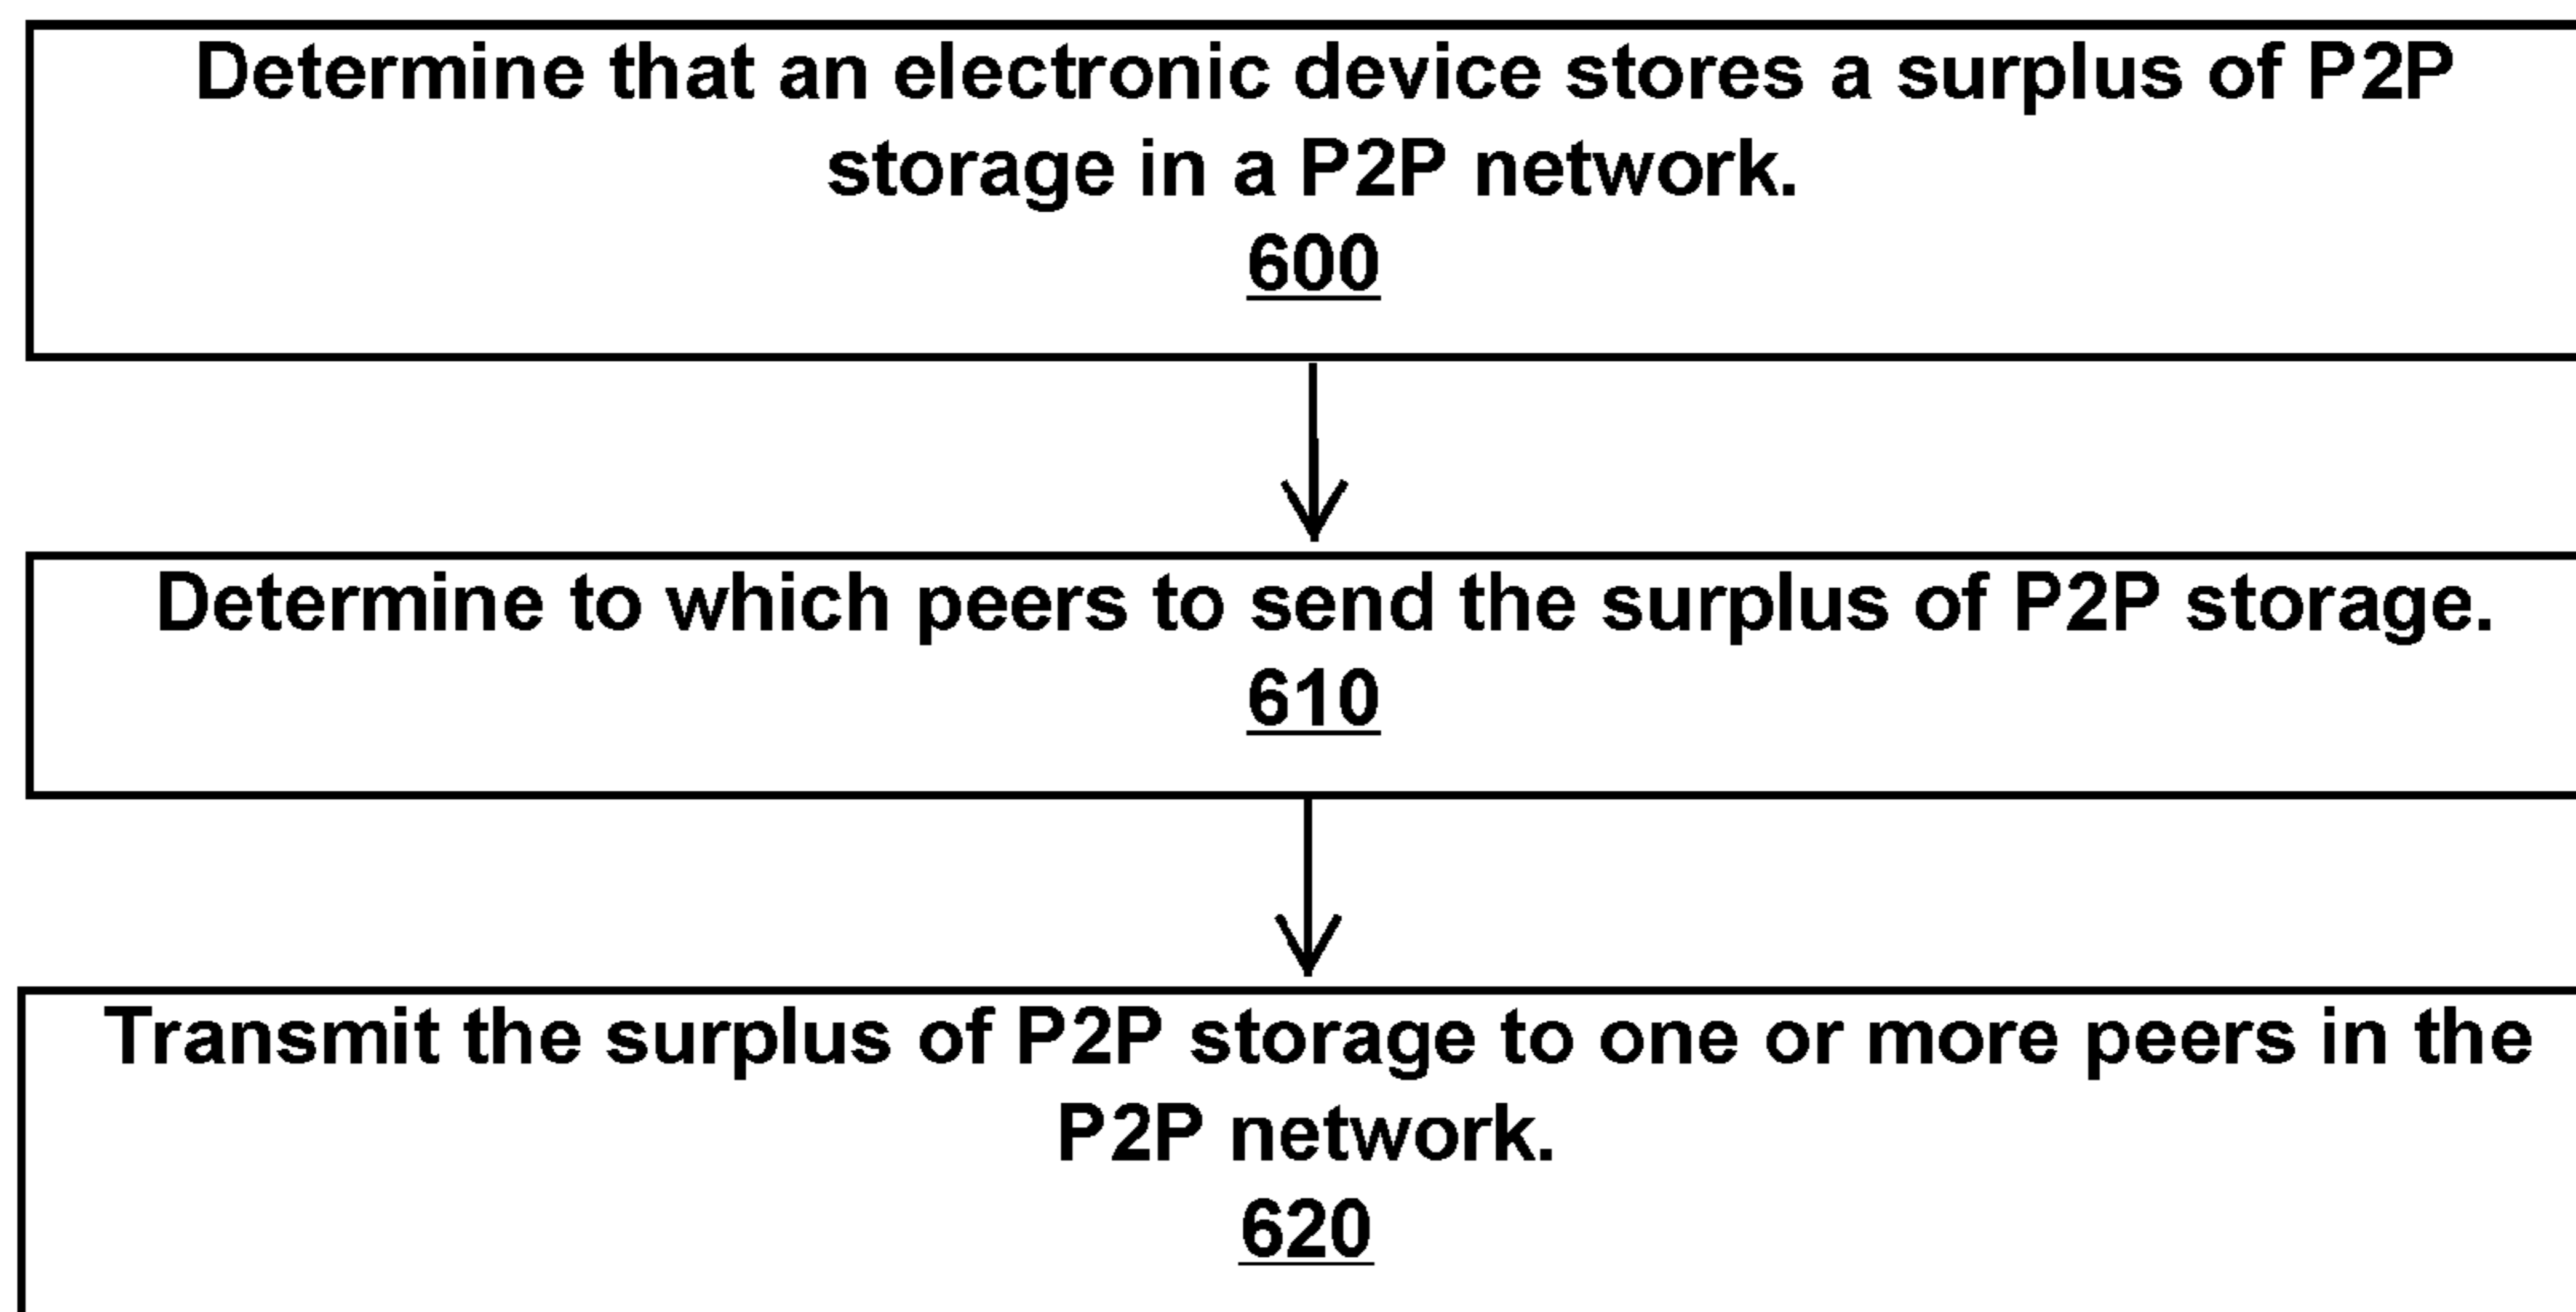 Determine that an electronic device stores a surplus of P2P
storage in a P2P network.
600
Determine to which peers to send the surplus of P2P storage.
610
Transmit the surplus of P2P storage to one or more peers in the
P2P network.
620